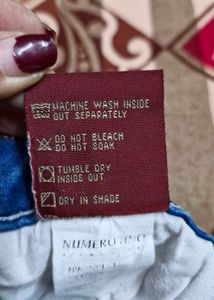 MACHINE WASH INSIDE
OUT SEPARATELY
DO NOT BLEACH
DO NOT SOAK
TUMBLE DRY
INSIDE OUT
DRY IN SHADE
NUMERO UNO